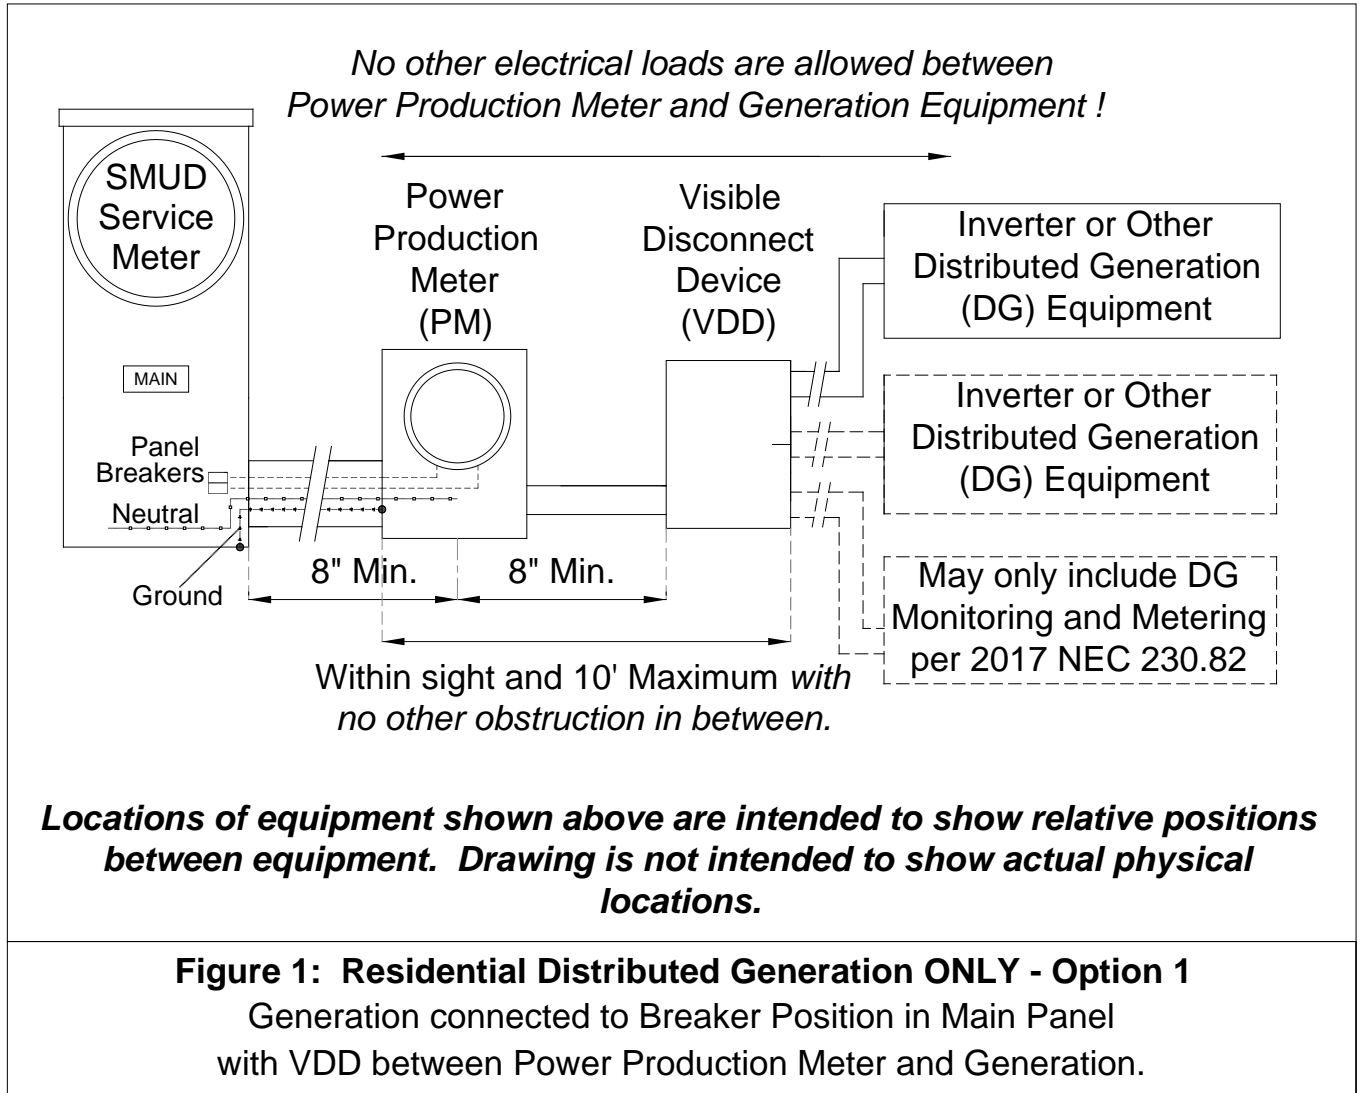 No other electrical loads are allowed between
Power Production Meter and Generation Equipment !
SMUD
Service
Meter
MAIN
Panel
Breakers
Neutral
Ground
Power
Production
Meter
(PM)
Visible
Disconnect
Device
(VDD)
Inverter or Other
Distributed Generation
(DG) Equipment
Inverter or Other
Distributed Generation
(DG) Equipment
May only include DG
Monitoring and Metering
per 2017 NEC 230.82
8" Min.
8" Min.
Within sight and 10' Maximum with
no other obstruction in between.
Locations of equipment shown above are intended to show relative positions
between equipment.  Drawing is not intended to show actual physical
locations.
Figure 1:  Residential Distributed Generation ONLY - Option 1
Generation connected to Breaker Position in Main Panel
with VDD between Power Production Meter and Generation.